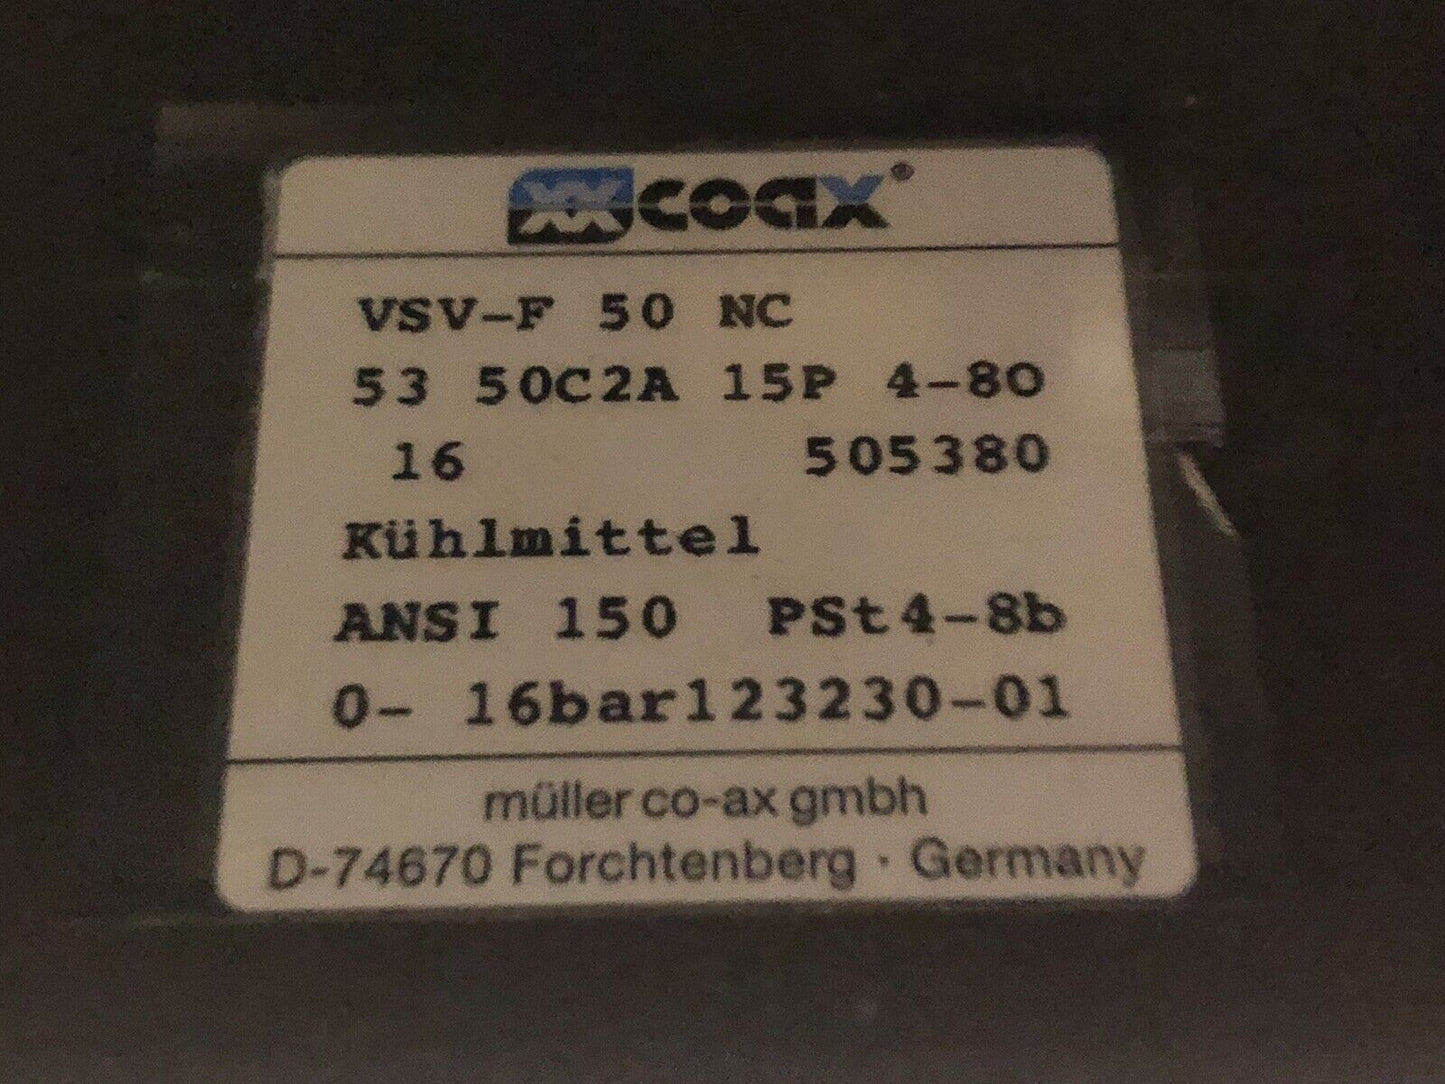 coax®
VSV-F 50 NC
53 50C2A 15P 4-80
16 505380
Kühlmittel
ANSI 150 PSt4-8b
0- 16bar123230-01
müller co-ax gmbh
D-74670 Forchtenberg · Germany